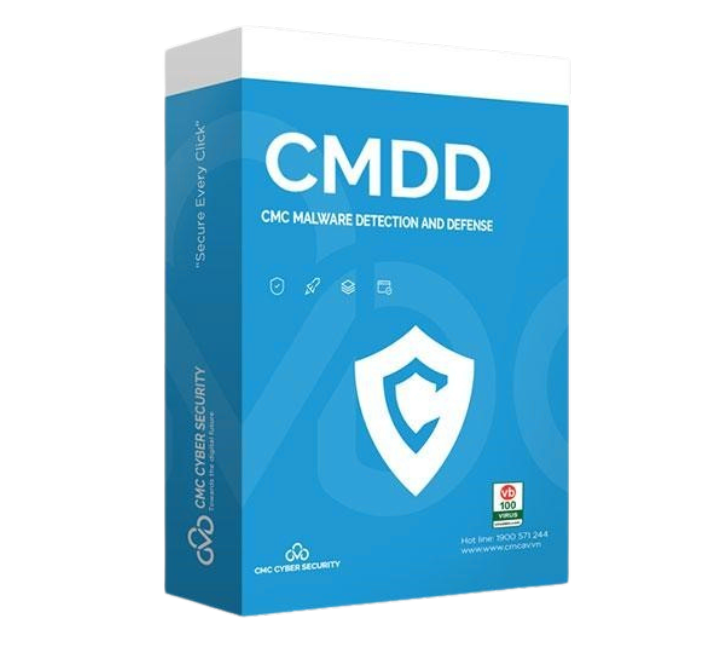 CMDD
CMC MALWARE DETECTION AND DEFENSE
"Secure Every Click"
CMC CYBER SECURITY
Towards the digital future
vb
100
VIRUS
Hot line: 1900 571 244
www.www.cmcav.vn
CMC CYBER SECURITY